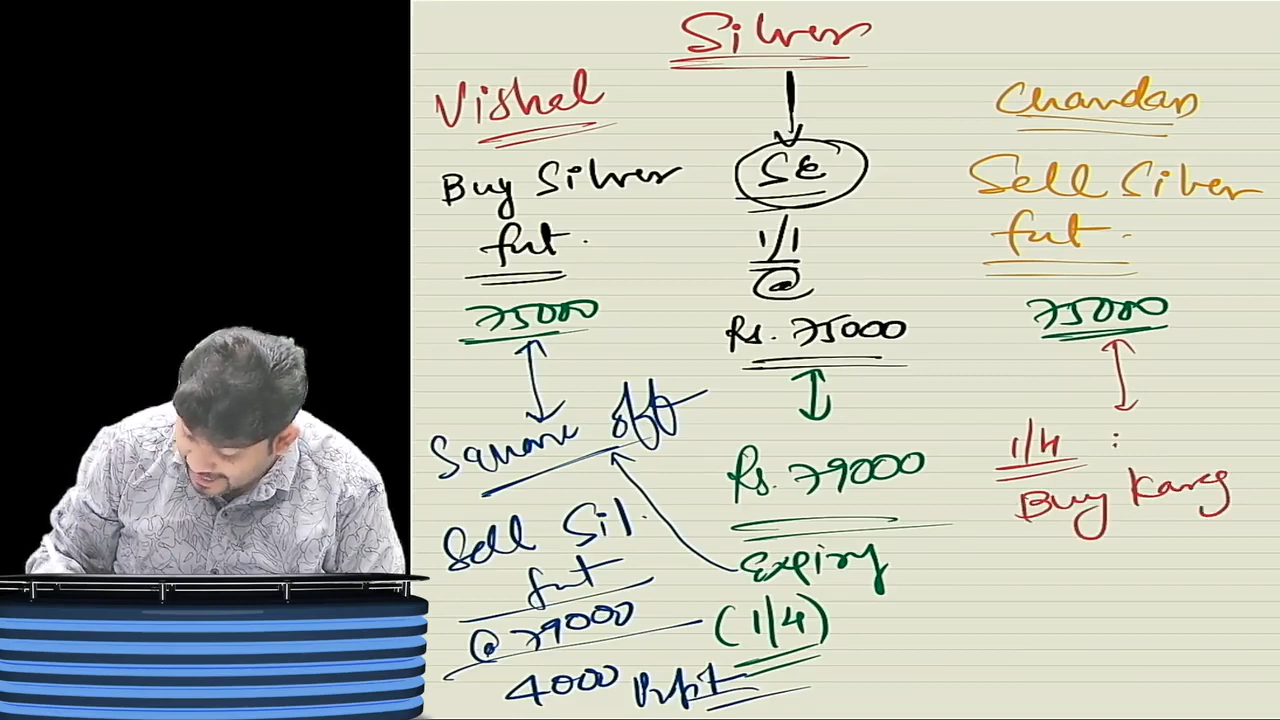 Silver
Vishal
Buy Silver
fut.
75000
Square off
Sell Sil.
fut
@ 79000
4000 Profit
SE
1/1
@
Rs. 75000
Rs. 79000
Expiry
(1/4)
Chandan
Sell Silver
fut.
75000
1/4 :
Buy